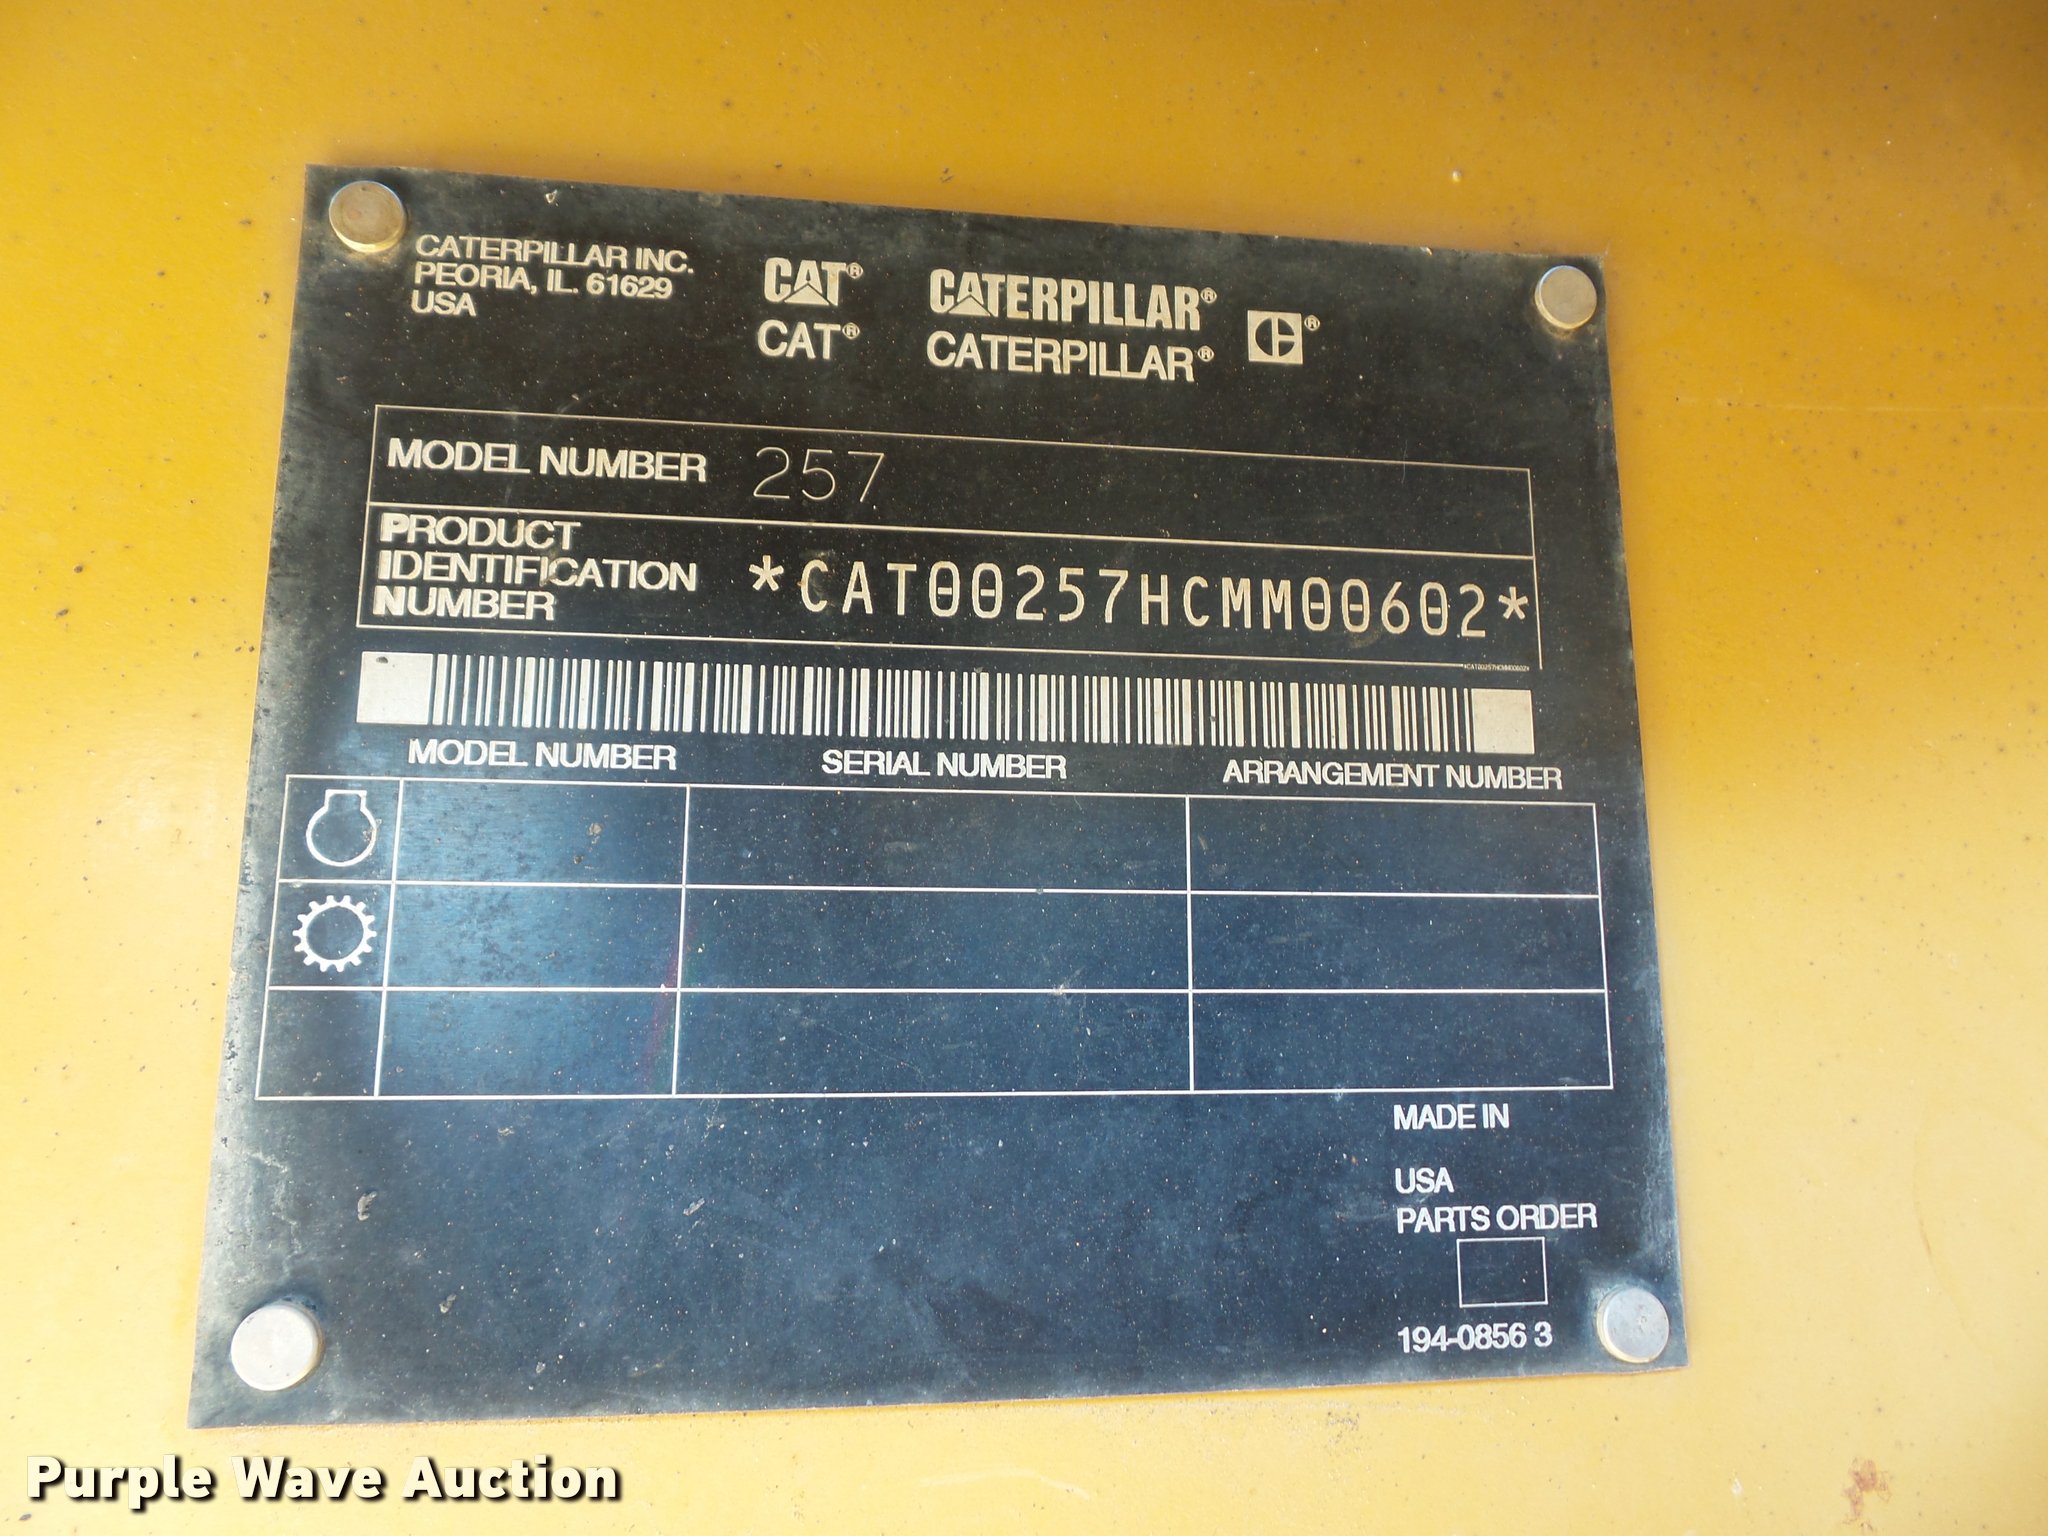 CATERPILLAR INC.
PEORIA, IL. 61629
USA
CAT® CATERPILLAR®
CAT® CATERPILLAR®
MODEL NUMBER 257
PRODUCT
IDENTIFICATION
NUMBER
*CAT00257HCMM00602*
*CAT00257HCMM00602*
MODEL NUMBER SERIAL NUMBER ARRANGEMENT NUMBER
MADE IN
USA
PARTS ORDER
194-0856 3
Purple Wave Auction